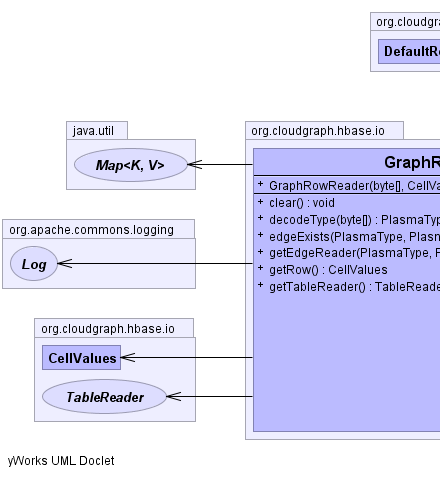 org.cloudgra
DefaultRe
java.util
Map<K, V>
org.cloudgraph.hbase.io
GraphR
+ GraphRowReader(byte[], CellVa
+ clear() : void
+ decodeType(byte[]) : PlasmaTyp
+ edgeExists(PlasmaType, Plasm
+ getEdgeReader(PlasmaType, P
+ getRow() : CellValues
+ getTableReader() : TableReade
org.apache.commons.logging
Log
org.cloudgraph.hbase.io
CellValues
TableReader
yWorks UML Doclet